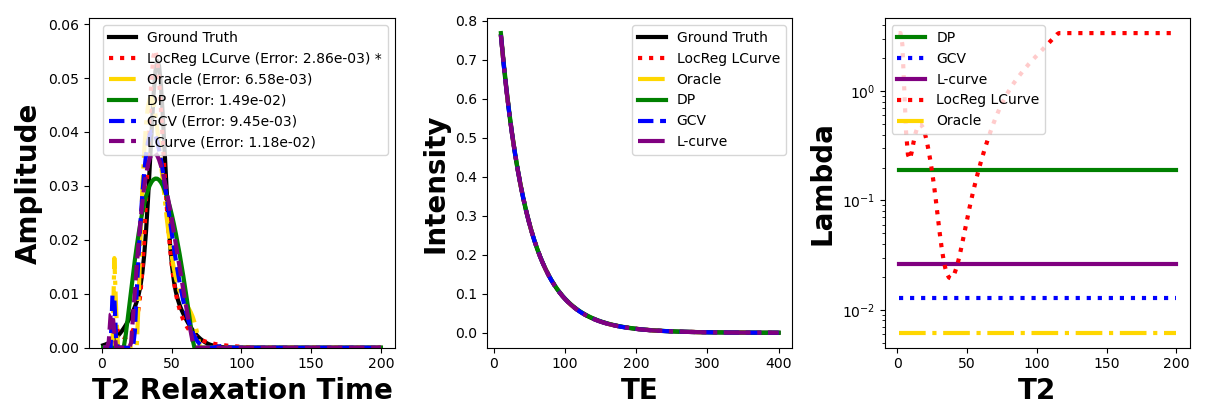 Amplitude
0.06
0.05
0.04
0.03
0.02
0.01
0.00
Ground Truth
LocReg LCurve (Error: 2.86e-03) *
Oracle (Error: 6.58e-03)
DP (Error: 1.49e-02)
GCV (Error: 9.45e-03)
LCurve (Error: 1.18e-02)
0 50 100 150 200
T2 Relaxation Time
Intensity
0.8
0.7
0.6
0.5
0.4
0.3
0.2
0.1
0.0
Ground Truth
LocReg LCurve
Oracle
DP
GCV
L-curve
0 100 200 300 400
TE
Lambda
10⁰
10⁻¹
10⁻²
DP
GCV
L-curve
LocReg LCurve
Oracle
0 50 100 150 200
T2